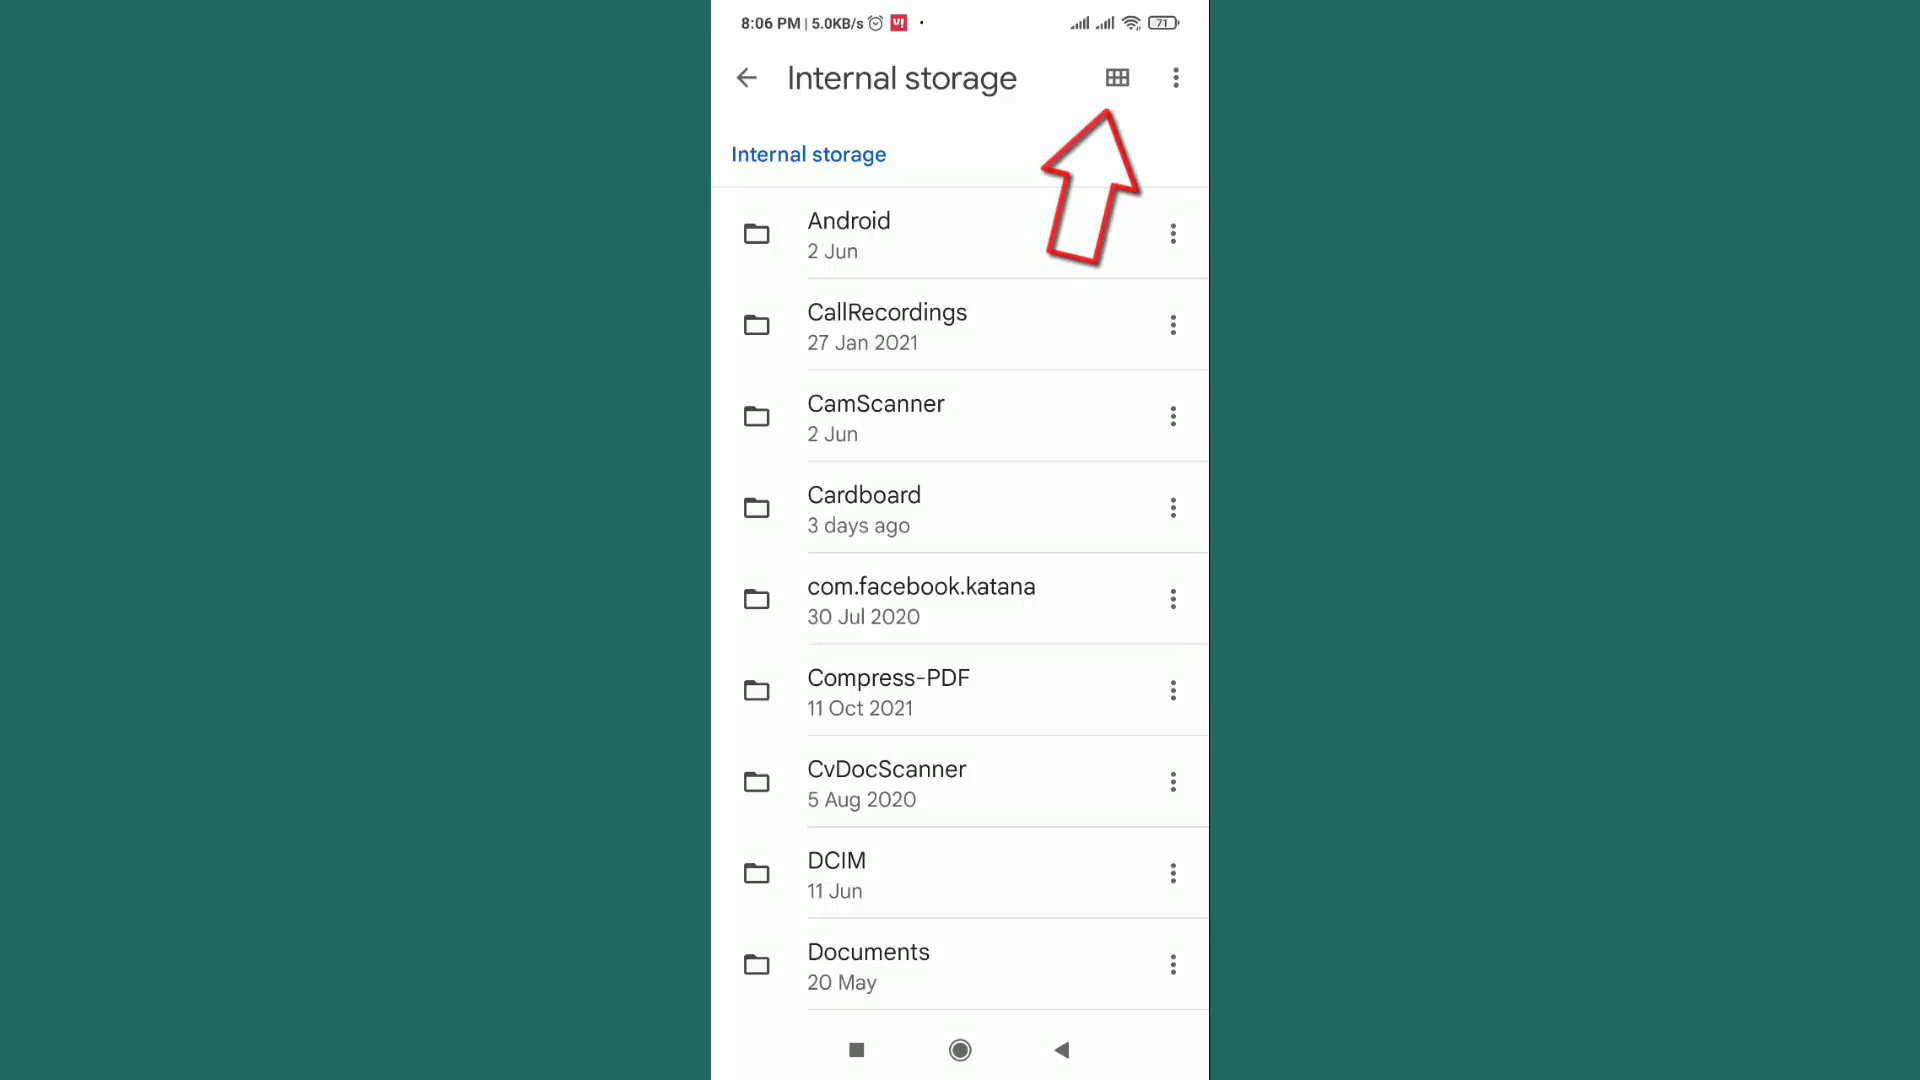 8:06 PM | 5.0KB/s V! 71
Internal storage
Internal storage
Android
2 Jun
CallRecordings
27 Jan 2021
CamScanner
2 Jun
Cardboard
3 days ago
com.facebook.katana
30 Jul 2020
Compress-PDF
11 Oct 2021
CvDocScanner
5 Aug 2020
DCIM
11 Jun
Documents
20 May